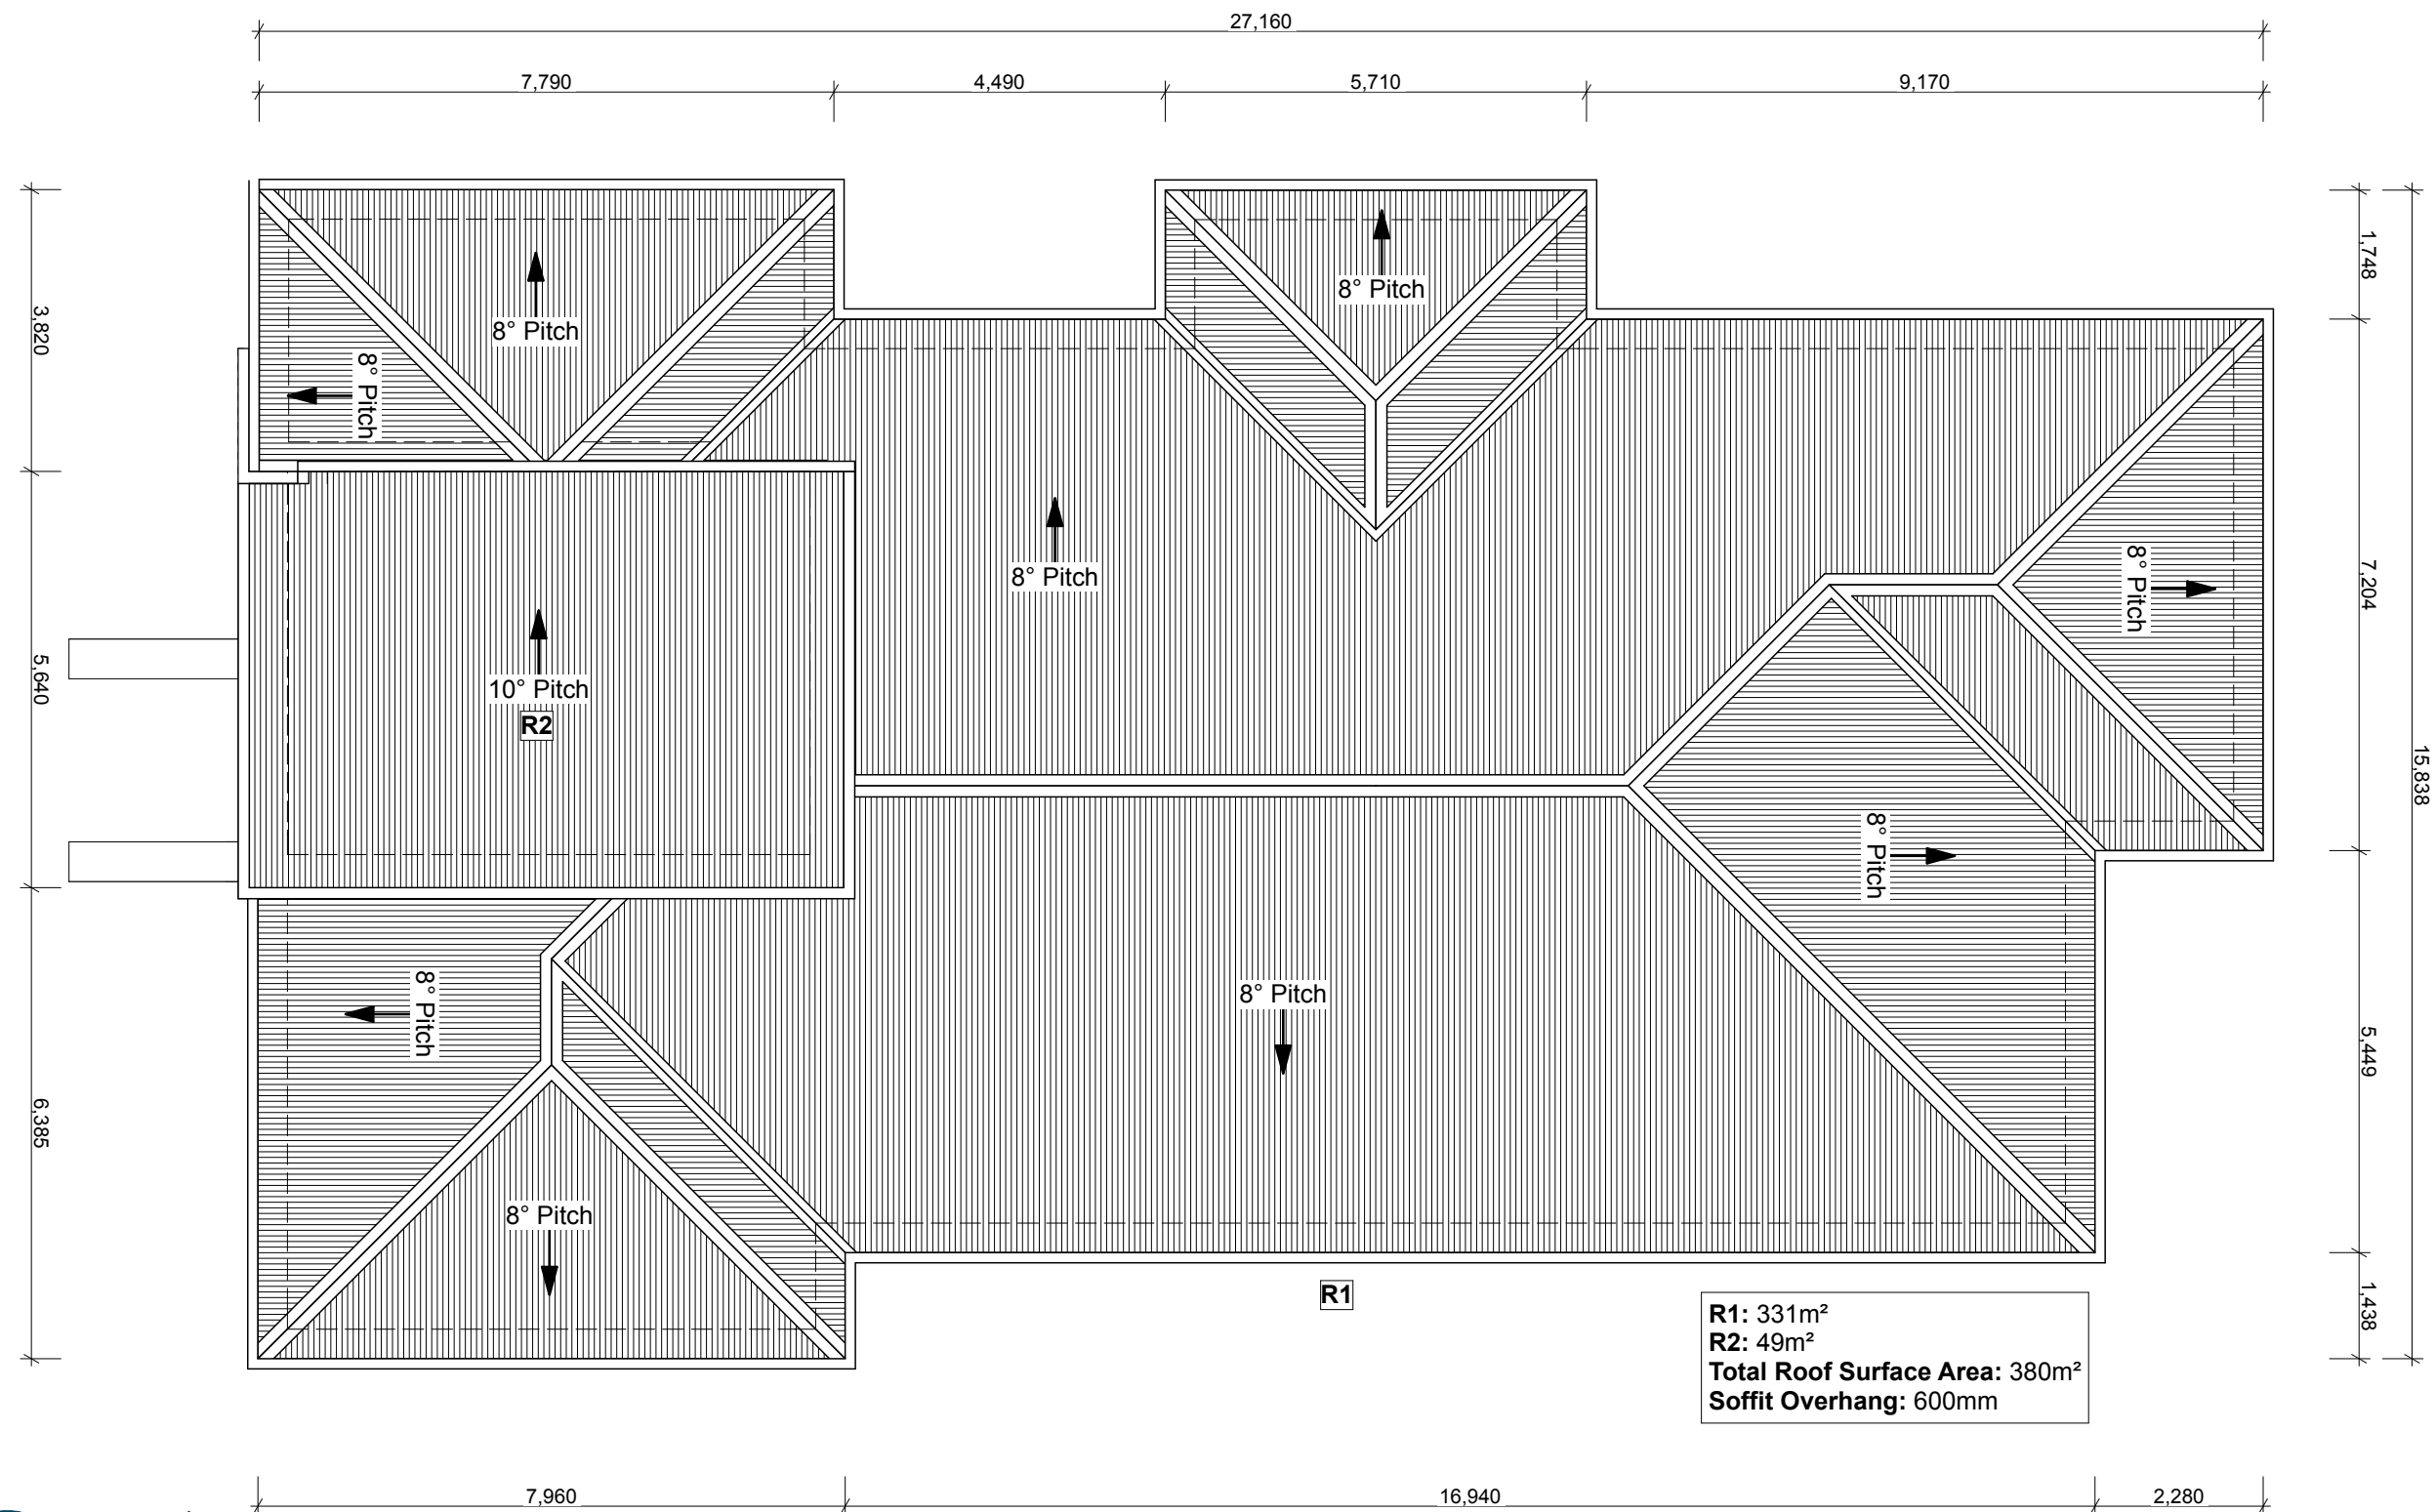 27,160
7,790
4,490
5,710
9,170
3,820
5,640
6,385
1,748
7,204
5,449
1,438
15,838
8° Pitch
8° Pitch
8° Pitch
8° Pitch
8° Pitch
10° Pitch
R2
8° Pitch
8° Pitch
8° Pitch
8° Pitch
R1
R1: 331m²
R2: 49m²
Total Roof Surface Area: 380m²
Soffit Overhang: 600mm
7,960
16,940
2,280